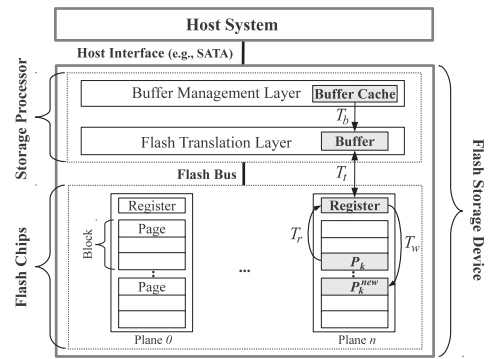 Host System
Host Interface (e.g., SATA)
Storage Processor
Buffer Management Layer
Buffer Cache
T_b
Flash Translation Layer
Buffer
Flash Bus
T_t
Flash Storage Device
Flash Chips
Register
Block
Page
Page
Plane 0
...
Register
T_r
T_w
P_k
P_k^new
Plane n